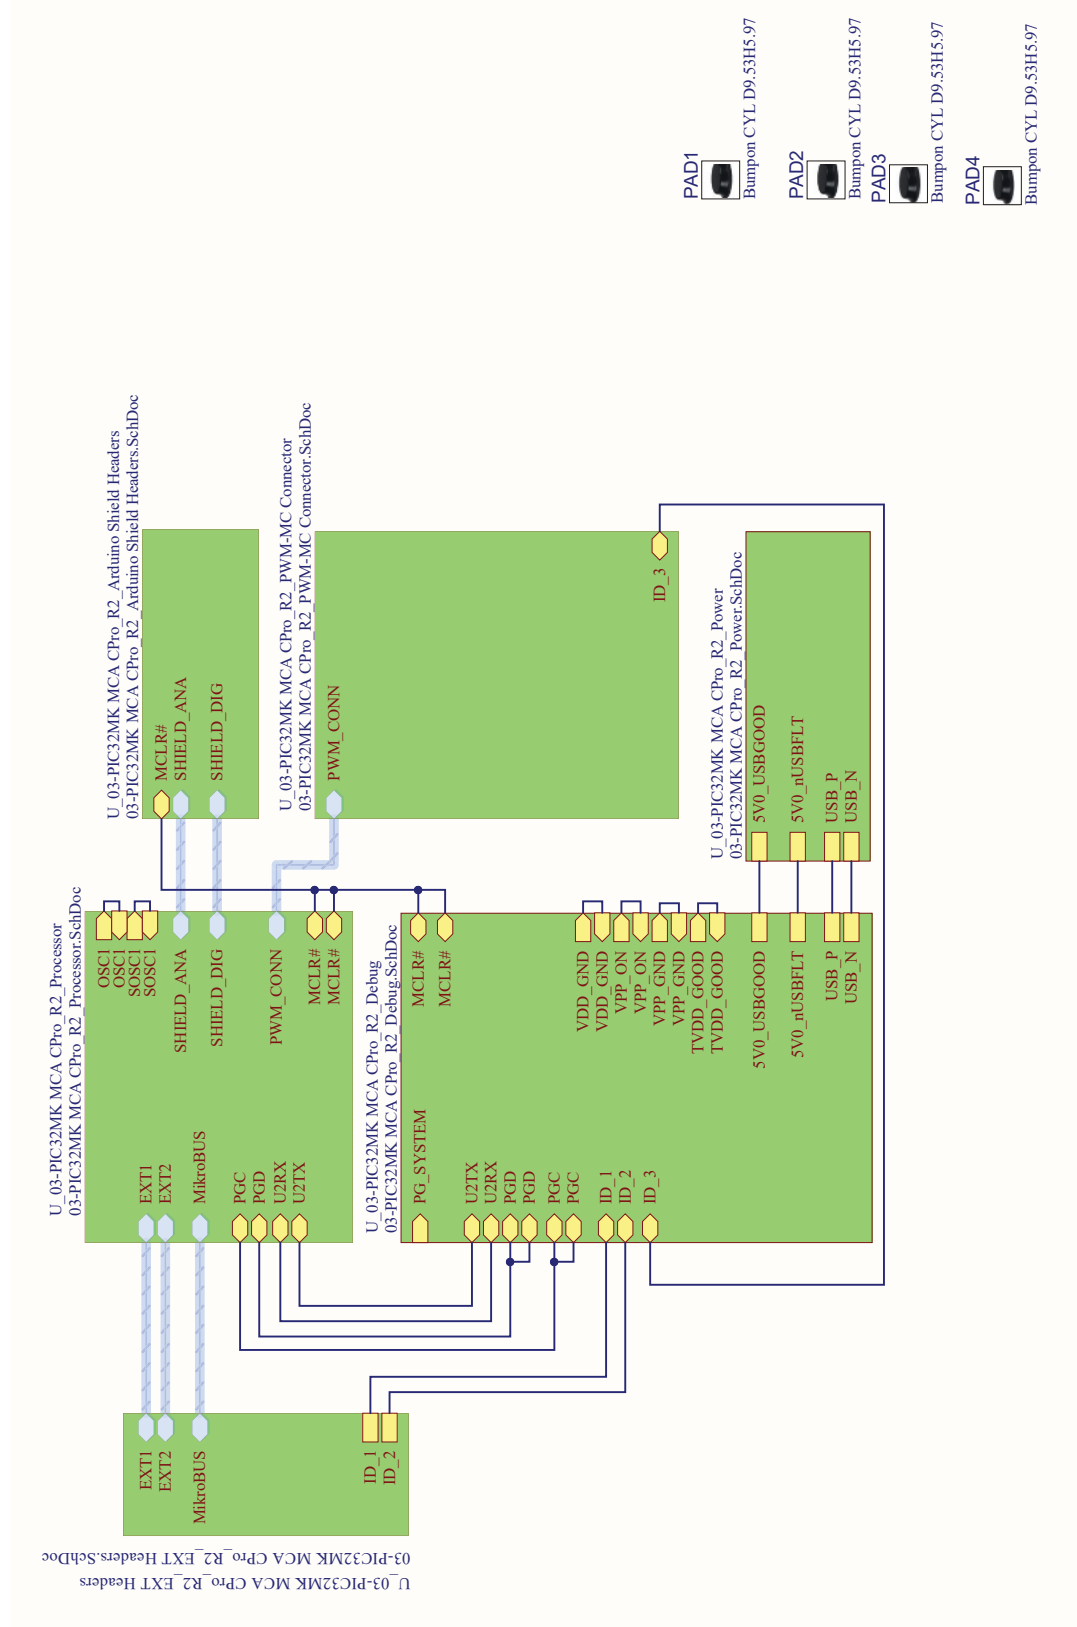 U_03-PIC32MK MCA CPro_R2_EXT Headers
03-PIC32MK MCA CPro_R2_EXT Headers.SchDoc
EXT1
EXT2
MikroBUS
ID_1
ID_2
U_03-PIC32MK MCA CPro_R2_Processor
03-PIC32MK MCA CPro_R2_Processor.SchDoc
EXT1
EXT2
MikroBUS
PGC
PGD
U2RX
U2TX
OSC1
OSC1
SOSC1
SOSC1
SHIELD_ANA
SHIELD_DIG
PWM_CONN
MCLR#
MCLR#
U_03-PIC32MK MCA CPro_R2_Debug
03-PIC32MK MCA CPro_R2_Debug.SchDoc
PG_SYSTEM
U2TX
U2RX
PGD
PGD
PGC
PGC
ID_1
ID_2
ID_3
MCLR#
MCLR#
VDD_GND
VDD_GND
VPP_ON
VPP_ON
VPP_GND
VPP_GND
TVDD_GOOD
TVDD_GOOD
5V0_USBGOOD
5V0_nUSBFLT
USB_P
USB_N
U_03-PIC32MK MCA CPro_R2_Arduino Shield Headers
03-PIC32MK MCA CPro_R2_Arduino Shield Headers.SchDoc
MCLR#
SHIELD_ANA
SHIELD_DIG
U_03-PIC32MK MCA CPro_R2_PWM-MC Connector
03-PIC32MK MCA CPro_R2_PWM-MC Connector.SchDoc
PWM_CONN
ID_3
U_03-PIC32MK MCA CPro_R2_Power
03-PIC32MK MCA CPro_R2_Power.SchDoc
5V0_USBGOOD
5V0_nUSBFLT
USB_P
USB_N
PAD1
Bumpon CYL D9.53H5.97
PAD2
Bumpon CYL D9.53H5.97
PAD3
Bumpon CYL D9.53H5.97
PAD4
Bumpon CYL D9.53H5.97